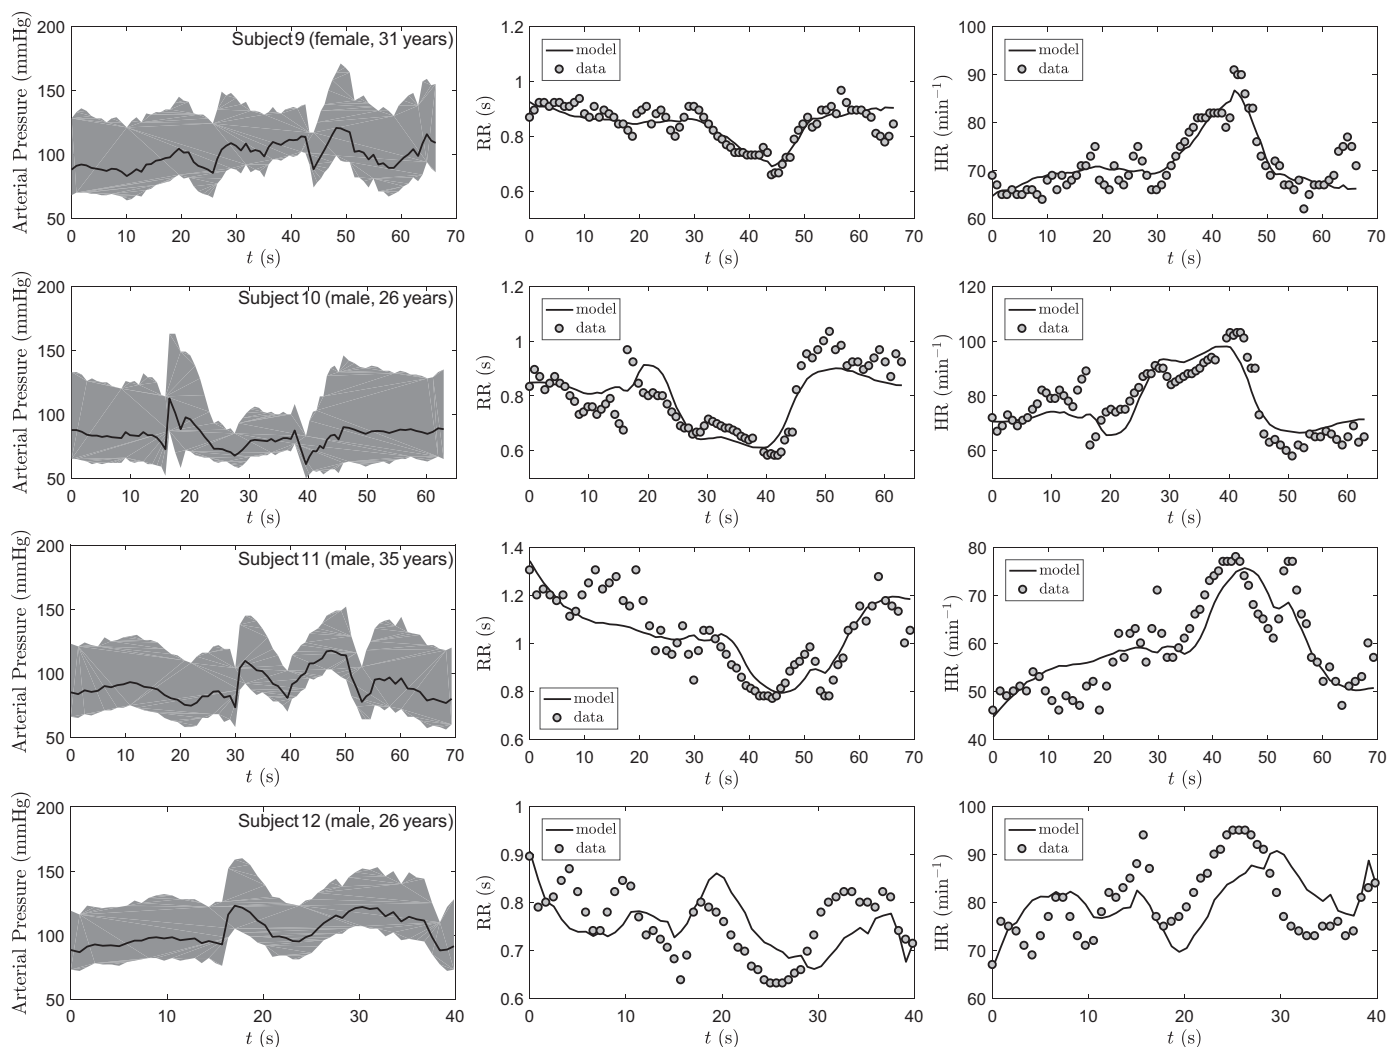 200
150
100
50
Arterial Pressure (mmHg)
Subject 9 (female, 31 years)
0 10 20 30 40 50 60 70
t (s)
1.2
1
0.8
0.6
RR (s)
model
data
0 10 20 30 40 50 60 70
t (s)
100
90
80
70
60
HR (min⁻¹)
model
data
0 10 20 30 40 50 60 70
t (s)
200
150
100
50
Arterial Pressure (mmHg)
Subject 10 (male, 26 years)
0 10 20 30 40 50 60
t (s)
1.2
1
0.8
0.6
RR (s)
model
data
0 10 20 30 40 50 60
t (s)
120
100
80
60
HR (min⁻¹)
model
data
0 10 20 30 40 50 60
t (s)
200
150
100
50
Arterial Pressure (mmHg)
Subject 11 (male, 35 years)
0 10 20 30 40 50 60 70
t (s)
1.4
1.2
1
0.8
0.6
RR (s)
model
data
0 10 20 30 40 50 60 70
t (s)
80
70
60
50
40
HR (min⁻¹)
model
data
0 10 20 30 40 50 60 70
t (s)
200
150
100
50
Arterial Pressure (mmHg)
Subject 12 (male, 26 years)
0 10 20 30 40
t (s)
1
0.9
0.8
0.7
0.6
RR (s)
model
data
0 10 20 30 40
t (s)
100
90
80
70
60
HR (min⁻¹)
model
data
0 10 20 30 40
t (s)